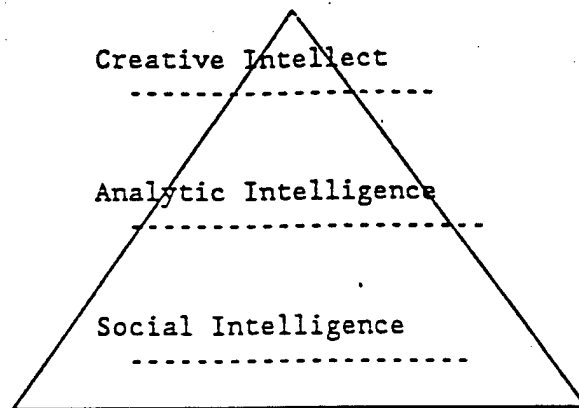 Creative Intellect
--------------------
Analytic Intelligence
-----------------------
Social Intelligence
----------------------